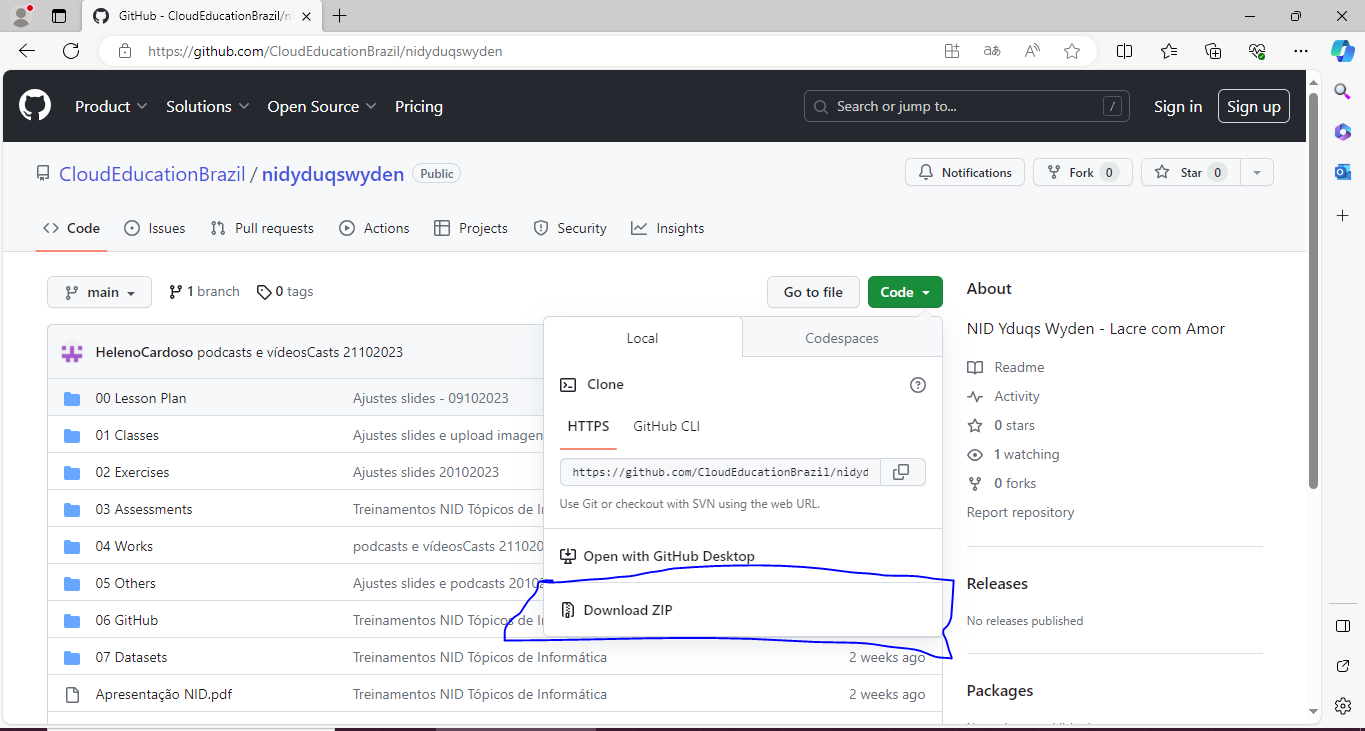 GitHub - CloudEducationBrazil/ni
https://github.com/CloudEducationBrazil/nidyduqswyden
Product Solutions Open Source Pricing
Search or jump to... /
Sign in Sign up
CloudEducationBrazil / nidyduqswyden Public
Notifications Fork 0 Star 0
Code Issues Pull requests Actions Projects Security Insights
main 1 branch 0 tags
Go to file Code
HelenoCardoso podcasts e vídeosCasts 21102023
00 Lesson Plan Ajustes slides - 09102023
01 Classes Ajustes slides e upload imagen
02 Exercises Ajustes slides 20102023
03 Assessments Treinamentos NID Tópicos de I
04 Works podcasts e vídeosCasts 211020
05 Others Ajustes slides e podcasts 2010
06 GitHub Treinamentos NID Tópicos de I
07 Datasets Treinamentos NID Tópicos de Informática 2 weeks ago
Apresentação NID.pdf Treinamentos NID Tópicos de Informática 2 weeks ago
Local Codespaces
Clone
HTTPS GitHub CLI
https://github.com/CloudEducationBrazil/nidyd
Use Git or checkout with SVN using the web URL.
Open with GitHub Desktop
Download ZIP
About
NID Yduqs Wyden - Lacre com Amor
Readme
Activity
0 stars
1 watching
0 forks
Report repository
Releases
No releases published
Packages